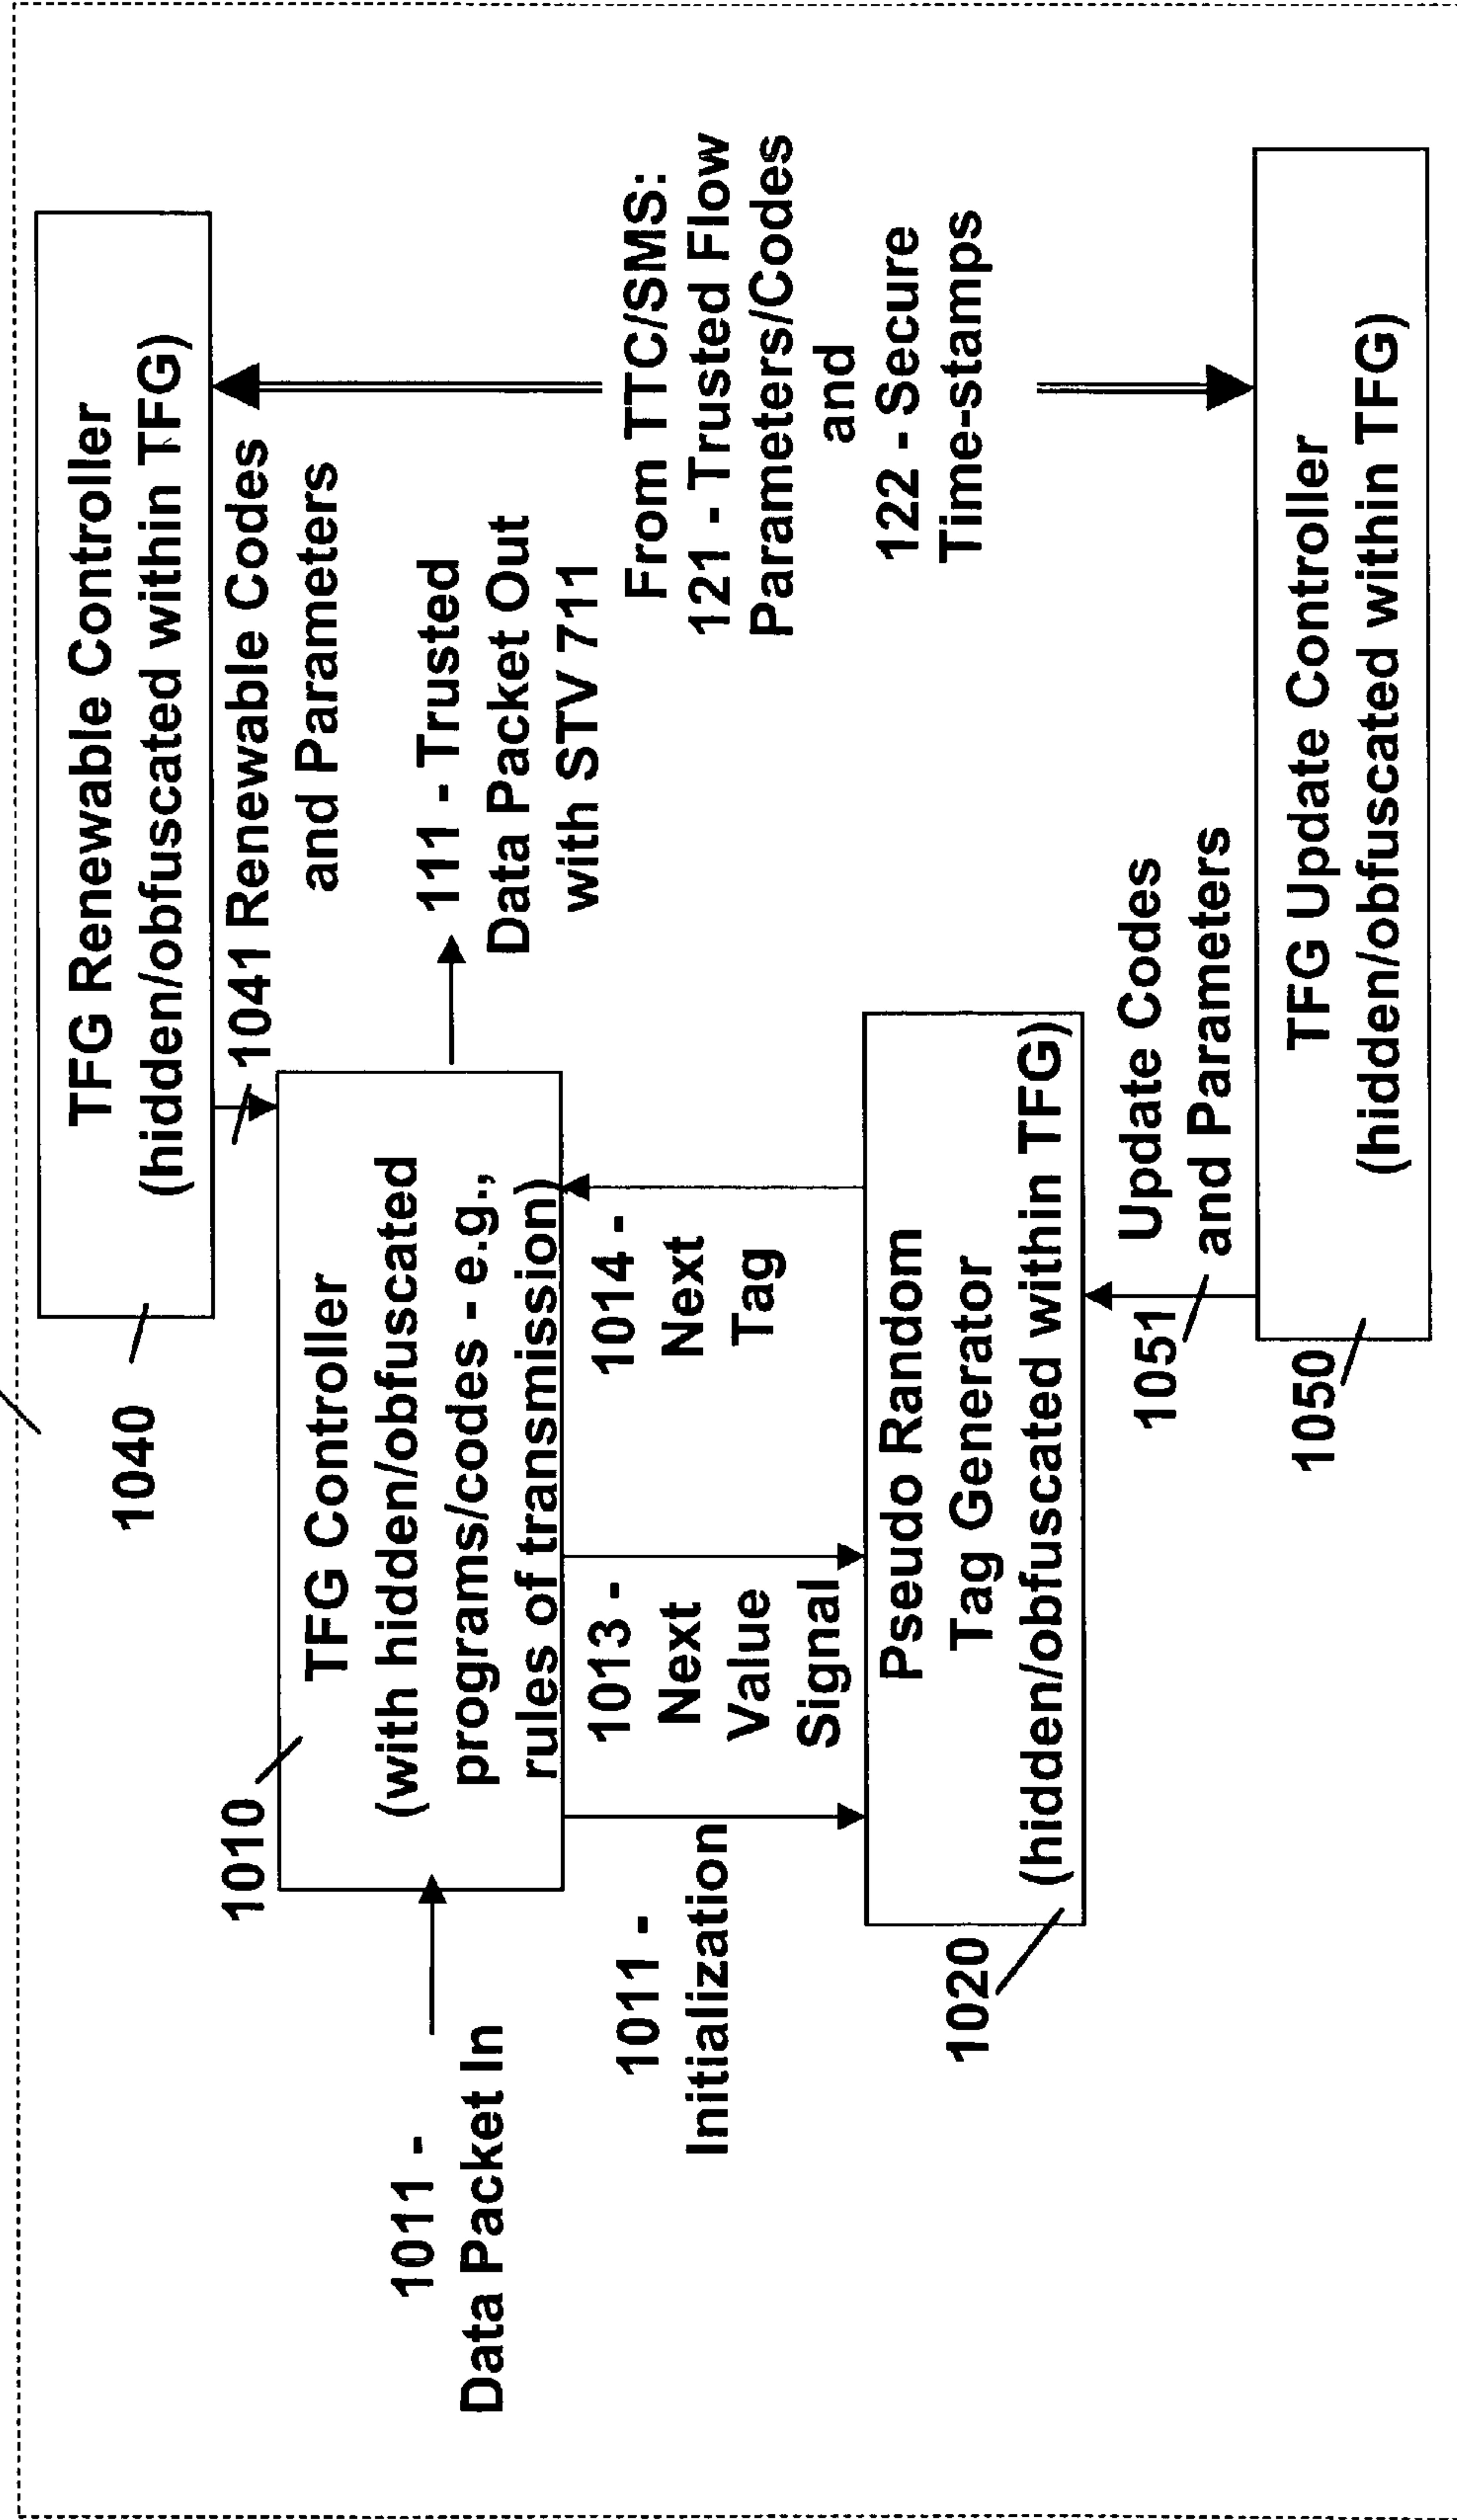 TFG Renewable Controller
(hidden/obfuscated within TFG)
1040
1041 Renewable Codes
and Parameters
1010
TFG Controller
(with hidden/obfuscated
programs/codes - e.g.,
rules of transmission)
1011 -
Data Packet In
111 - Trusted
Data Packet Out
with STV 711
1011 -
Initialization
1013 -
Next
Value
Signal
1014 -
Next
Tag
From TTC/SMS:
121 - Trusted Flow
Parameters/Codes
and
122 - Secure
Time-stamps
1020
Pseudo Random
Tag Generator
(hidden/obfuscated within TFG)
1051
Update Codes
and Parameters
1050
TFG Update Controller
(hidden/obfuscated within TFG)